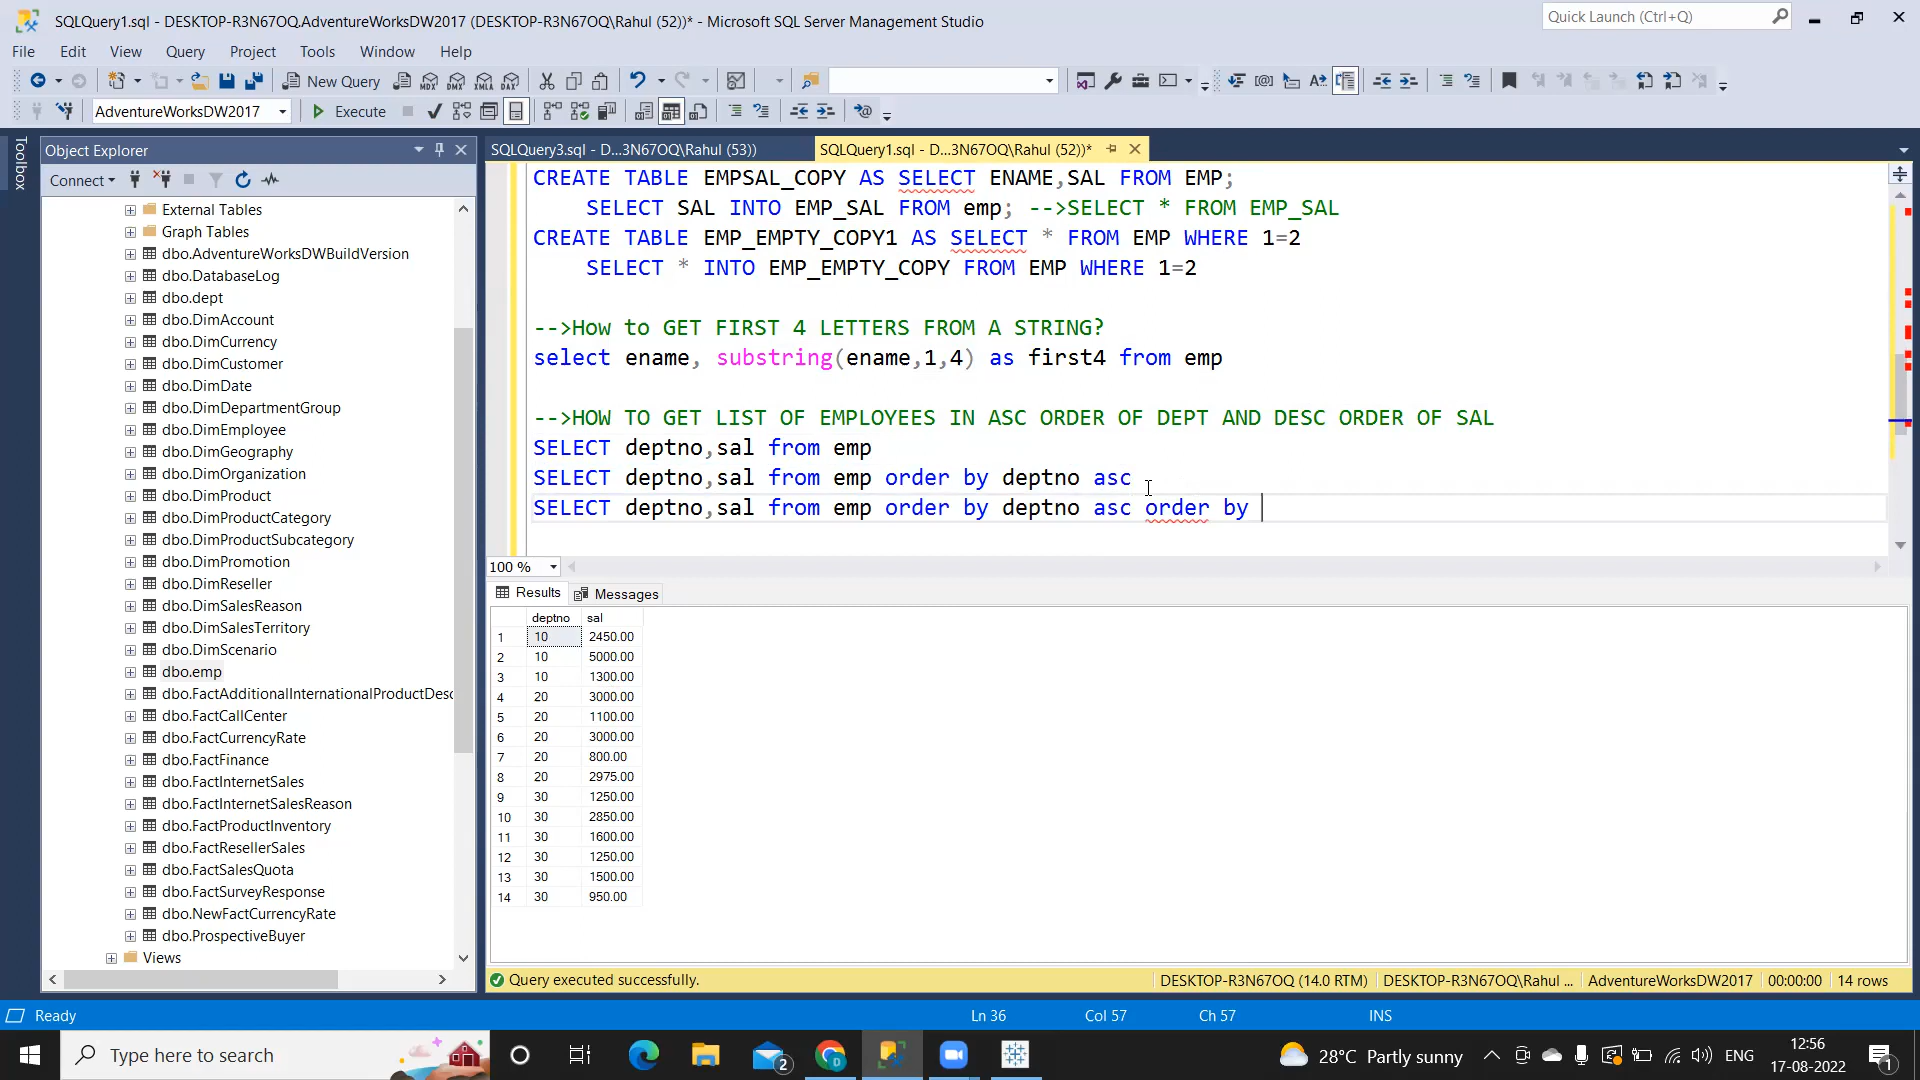 SQLQuery1.sql - DESKTOP-R3N67OQ.AdventureWorksDW2017 (DESKTOP-R3N67OQ\Rahul (52))* - Microsoft SQL Server Management Studio
Quick Launch (Ctrl+Q)
File Edit View Query Project Tools Window Help
New Query
AdventureWorksDW2017 Execute
Toolbox
Object Explorer
Connect
External Tables
Graph Tables
dbo.AdventureWorksDWBuildVersion
dbo.DatabaseLog
dbo.dept
dbo.DimAccount
dbo.DimCurrency
dbo.DimCustomer
dbo.DimDate
dbo.DimDepartmentGroup
dbo.DimEmployee
dbo.DimGeography
dbo.DimOrganization
dbo.DimProduct
dbo.DimProductCategory
dbo.DimProductSubcategory
dbo.DimPromotion
dbo.DimReseller
dbo.DimSalesReason
dbo.DimSalesTerritory
dbo.DimScenario
dbo.emp
dbo.FactAdditionalInternationalProductDesc
dbo.FactCallCenter
dbo.FactCurrencyRate
dbo.FactFinance
dbo.FactInternetSales
dbo.FactInternetSalesReason
dbo.FactProductInventory
dbo.FactResellerSales
dbo.FactSalesQuota
dbo.FactSurveyResponse
dbo.NewFactCurrencyRate
dbo.ProspectiveBuyer
Views
SQLQuery3.sql - D...3N67OQ\Rahul (53)) SQLQuery1.sql - D...3N67OQ\Rahul (52))*
CREATE TABLE EMPSAL_COPY AS SELECT ENAME,SAL FROM EMP;
SELECT SAL INTO EMP_SAL FROM emp; -->SELECT * FROM EMP_SAL
CREATE TABLE EMP_EMPTY_COPY1 AS SELECT * FROM EMP WHERE 1=2
SELECT * INTO EMP_EMPTY_COPY FROM EMP WHERE 1=2
-->How to GET FIRST 4 LETTERS FROM A STRING?
select ename, substring(ename,1,4) as first4 from emp
-->HOW TO GET LIST OF EMPLOYEES IN ASC ORDER OF DEPT AND DESC ORDER OF SAL
SELECT deptno,sal from emp
SELECT deptno,sal from emp order by deptno asc
SELECT deptno,sal from emp order by deptno asc order by
100 %
Results Messages
deptno sal
1 10 2450.00
2 10 5000.00
3 10 1300.00
4 20 3000.00
5 20 1100.00
6 20 3000.00
7 20 800.00
8 20 2975.00
9 30 1250.00
10 30 2850.00
11 30 1600.00
12 30 1250.00
13 30 1500.00
14 30 950.00
Query executed successfully. DESKTOP-R3N67OQ (14.0 RTM) DESKTOP-R3N67OQ\Rahul ... AdventureWorksDW2017 00:00:00 14 rows
Ready Ln 36 Col 57 Ch 57 INS
Type here to search 2 28°C Partly sunny ENG 12:56
17-08-2022 1